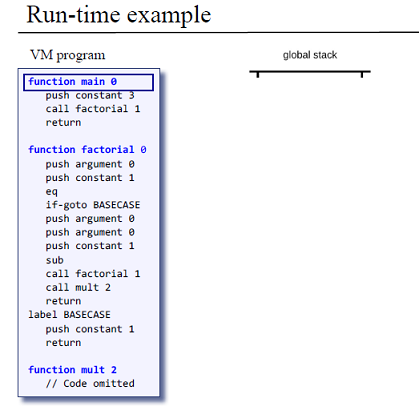 Run-time example
VM program
global stack
function main 0
push constant 3
call factorial 1
return
function factorial 0
push argument 0
push constant 1
eq
if-goto BASECASE
push argument 0
push argument 0
push constant 1
sub
call factorial 1
call mult 2
return
label BASECASE
push constant 1
return
function mult 2
// Code omitted